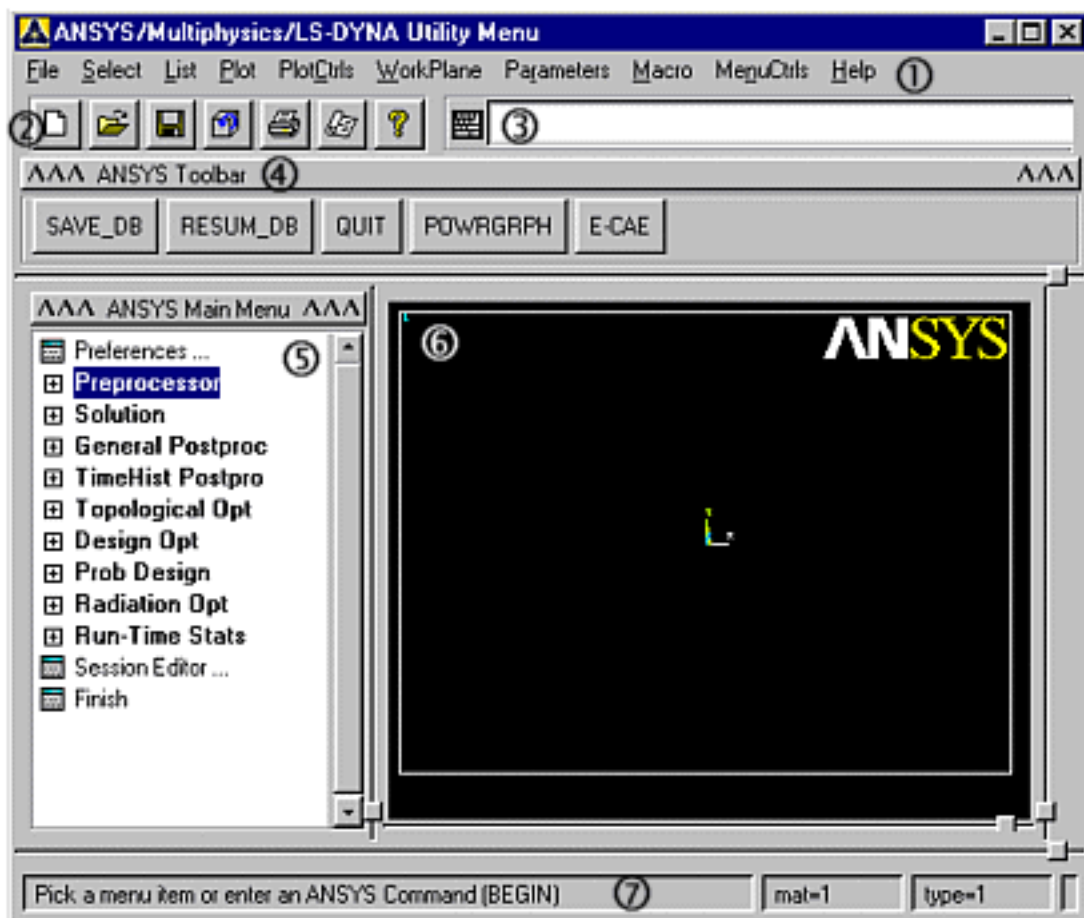 ANSYS/Multiphysics/LS-DYNA Utility Menu
File Select List Plot PlotCtrls WorkPlane Parameters Macro MenuCtrls Help ①
② ? ③
ΛΛΛ ANSYS Toolbar ④ ΛΛΛ
SAVE_DB RESUM_DB QUIT POWRGRPH E-CAE
ΛΛΛ ANSYS Main Menu ΛΛΛ
Preferences ... ⑤
Preprocessor
Solution
General Postproc
TimeHist Postpro
Topological Opt
Design Opt
Prob Design
Radiation Opt
Run-Time Stats
Session Editor ...
Finish
1 ⑥ ANSYS
Y
X
Pick a menu item or enter an ANSYS Command (BEGIN) ⑦ mat=1 type=1